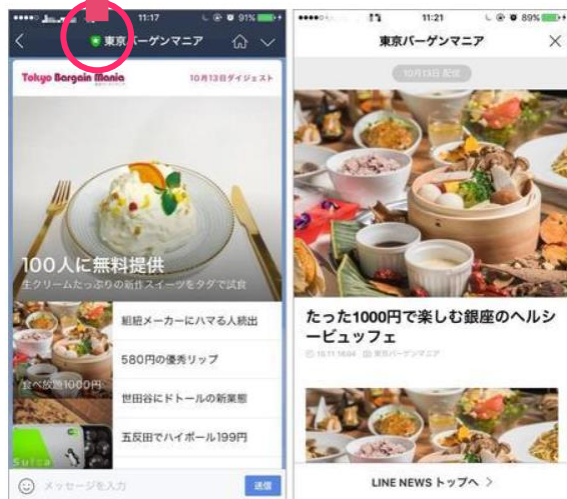 11:17
91%
東京バーゲンマニア
Tokyo Bargain Mania
10月13日ダイジェスト
100人に無料提供
生クリームたっぷりの新作スイーツをタダで試食
組紐メーカーにハマる人続出
580円の優秀リップ
食べ放題1000円
世田谷にドトールの新業態
五反田でハイボール199円
Suica
メッセージを入力
送信
11:21
89%
東京バーゲンマニア
10月13日 配信
たった1000円で楽しむ銀座のヘルシ
ービュッフェ
東京バーゲンマニア
LINE NEWS トップへ